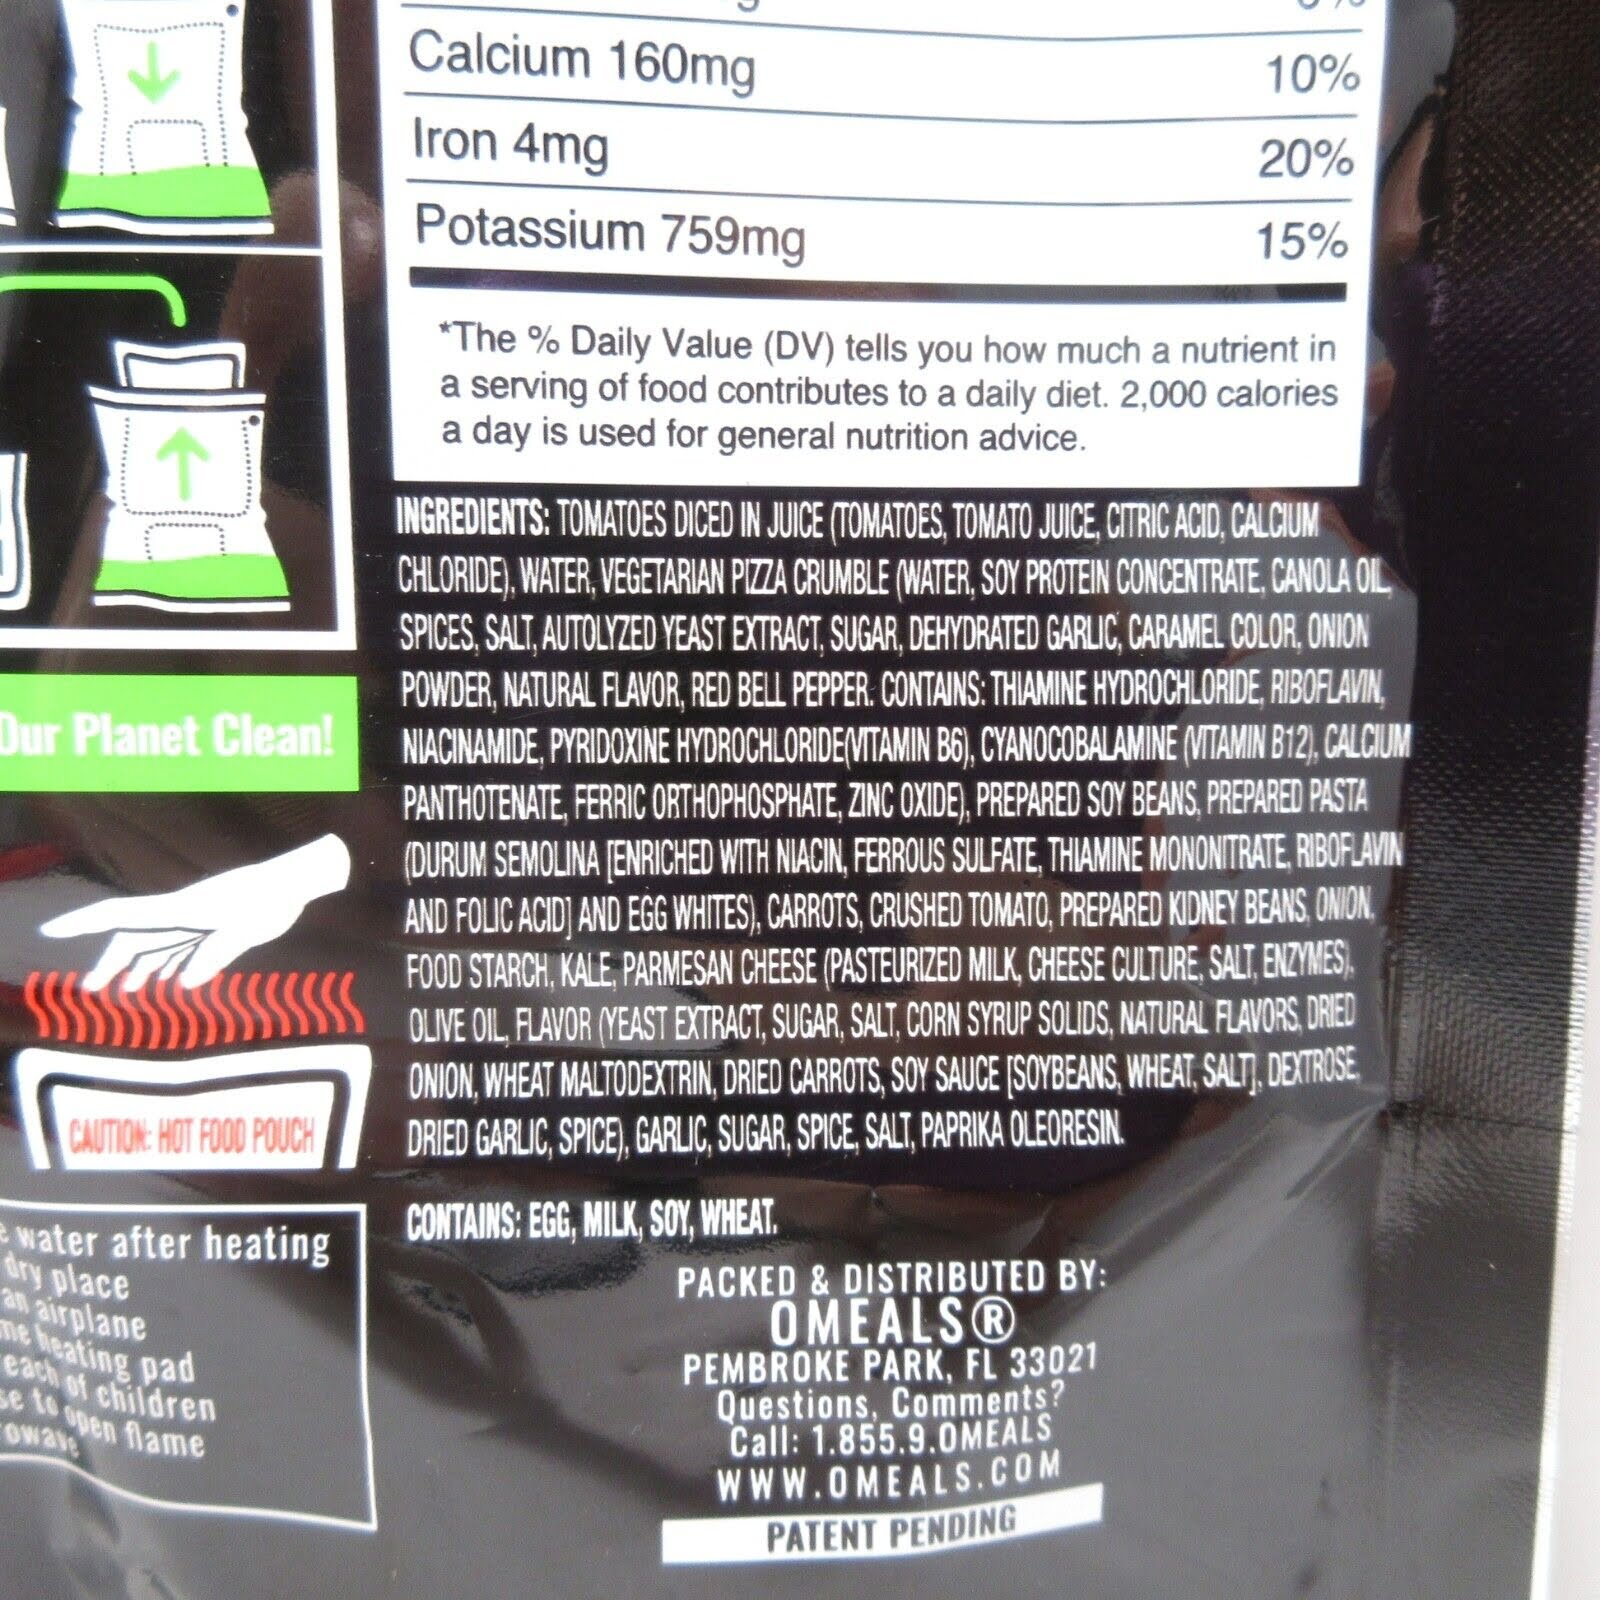 Calcium 160mg 10%
Iron 4mg 20%
Potassium 759mg 15%
*The % Daily Value (DV) tells you how much a nutrient in
a serving of food contributes to a daily diet. 2,000 calories
a day is used for general nutrition advice.
INGREDIENTS: TOMATOES DICED IN JUICE (TOMATOES, TOMATO JUICE, CITRIC ACID, CALCIUM
CHLORIDE), WATER, VEGETARIAN PIZZA CRUMBLE (WATER, SOY PROTEIN CONCENTRATE, CANOLA OIL,
SPICES, SALT, AUTOLYZED YEAST EXTRACT, SUGAR, DEHYDRATED GARLIC, CARAMEL COLOR, ONION
POWDER, NATURAL FLAVOR, RED BELL PEPPER. CONTAINS: THIAMINE HYDROCHLORIDE, RIBOFLAVIN,
NIACINAMIDE, PYRIDOXINE HYDROCHLORIDE(VITAMIN B6), CYANOCOBALAMINE (VITAMIN B12), CALCIUM
PANTHOTENATE, FERRIC ORTHOPHOSPHATE, ZINC OXIDE), PREPARED SOY BEANS, PREPARED PASTA
(DURUM SEMOLINA [ENRICHED WITH NIACIN, FERROUS SULFATE, THIAMINE MONONITRATE, RIBOFLAVIN
AND FOLIC ACID] AND EGG WHITES), CARROTS, CRUSHED TOMATO, PREPARED KIDNEY BEANS, ONION,
FOOD STARCH, KALE, PARMESAN CHEESE (PASTEURIZED MILK, CHEESE CULTURE, SALT, ENZYMES),
OLIVE OIL, FLAVOR (YEAST EXTRACT, SUGAR, SALT, CORN SYRUP SOLIDS, NATURAL FLAVORS, DRIED
ONION, WHEAT MALTODEXTRIN, DRIED CARROTS, SOY SAUCE [SOYBEANS, WHEAT, SALT], DEXTROSE,
DRIED GARLIC, SPICE), GARLIC, SUGAR, SPICE, SALT, PAPRIKA OLEORESIN.
CONTAINS: EGG, MILK, SOY, WHEAT.
PACKED & DISTRIBUTED BY:
OMEALS®
PEMBROKE PARK, FL 33021
Questions, Comments?
Call: 1.855.9.OMEALS
WWW.OMEALS.COM
PATENT PENDING
Our Planet Clean!
CAUTION: HOT FOOD POUCH
water after heating
dry place
an airplane
heating pad
reach of children
to open flame